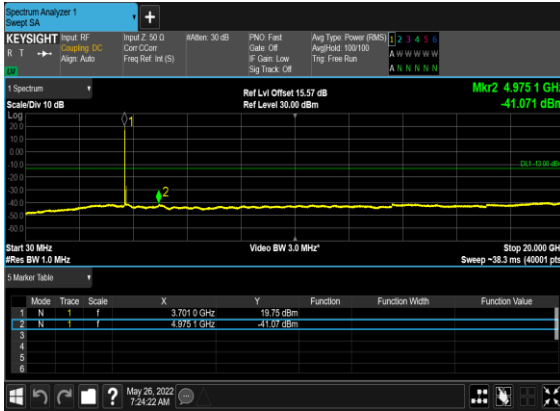 Spectrum Analyzer 1
Swept SA
+
KEYSIGHT
R T
Input: RF
Coupling: DC
Align: Auto
Input Z: 50 Ω
Corr CCorr
Freq Ref: Int (S)
#Atten: 30 dB
PNO: Fast
Gate: Off
IF Gain: Low
Sig Track: Off
Avg Type: Power (RMS)
Avg|Hold: 100/100
Trig: Free Run
1 2 3 4 5 6
A W W W W W
A N N N N N
1 Spectrum
Scale/Div 10 dB
Ref Lvl Offset 15.57 dB
Ref Level 30.00 dBm
Mkr2 4.975 1 GHz
-41.071 dBm
Log
20.0
10.0
0.00
-10.0
-20.0
-30.0
-40.0
-50.0
-60.0
1
2
DL1 -13.00 dBm
Start 30 MHz
#Res BW 1.0 MHz
Video BW 3.0 MHz*
Stop 20.000 GHz
Sweep ~38.3 ms (40001 pts)
5 Marker Table
Mode Trace Scale X Y Function Function Width Function Value
1 N 1 f 3.701 0 GHz 19.75 dBm
2 N 1 f 4.975 1 GHz -41.07 dBm
3
4
5
6
?
May 26, 2022
7:24:22 AM